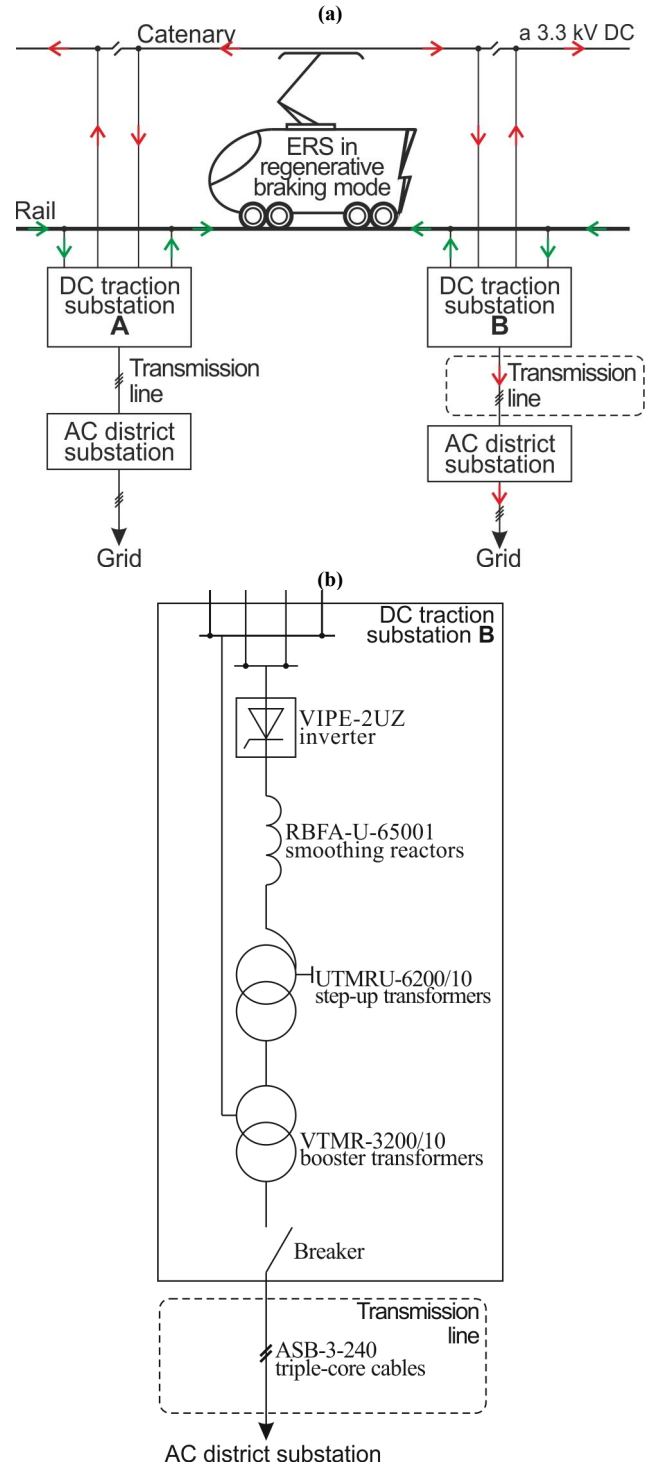 (a)
Catenary
a 3.3 kV DC
ERS in
regenerative
braking mode
Rail
DC traction
substation
A
DC traction
substation
B
Transmission
line
Transmission
line
AC district
substation
AC district
substation
Grid
Grid
(b)
DC traction
substation B
VIPE-2UZ
inverter
RBFA-U-65001
smoothing reactors
UTMRU-6200/10
step-up transformers
VTMR-3200/10
booster transformers
Breaker
Transmission
line
ASB-3-240
triple-core cables
AC district substation